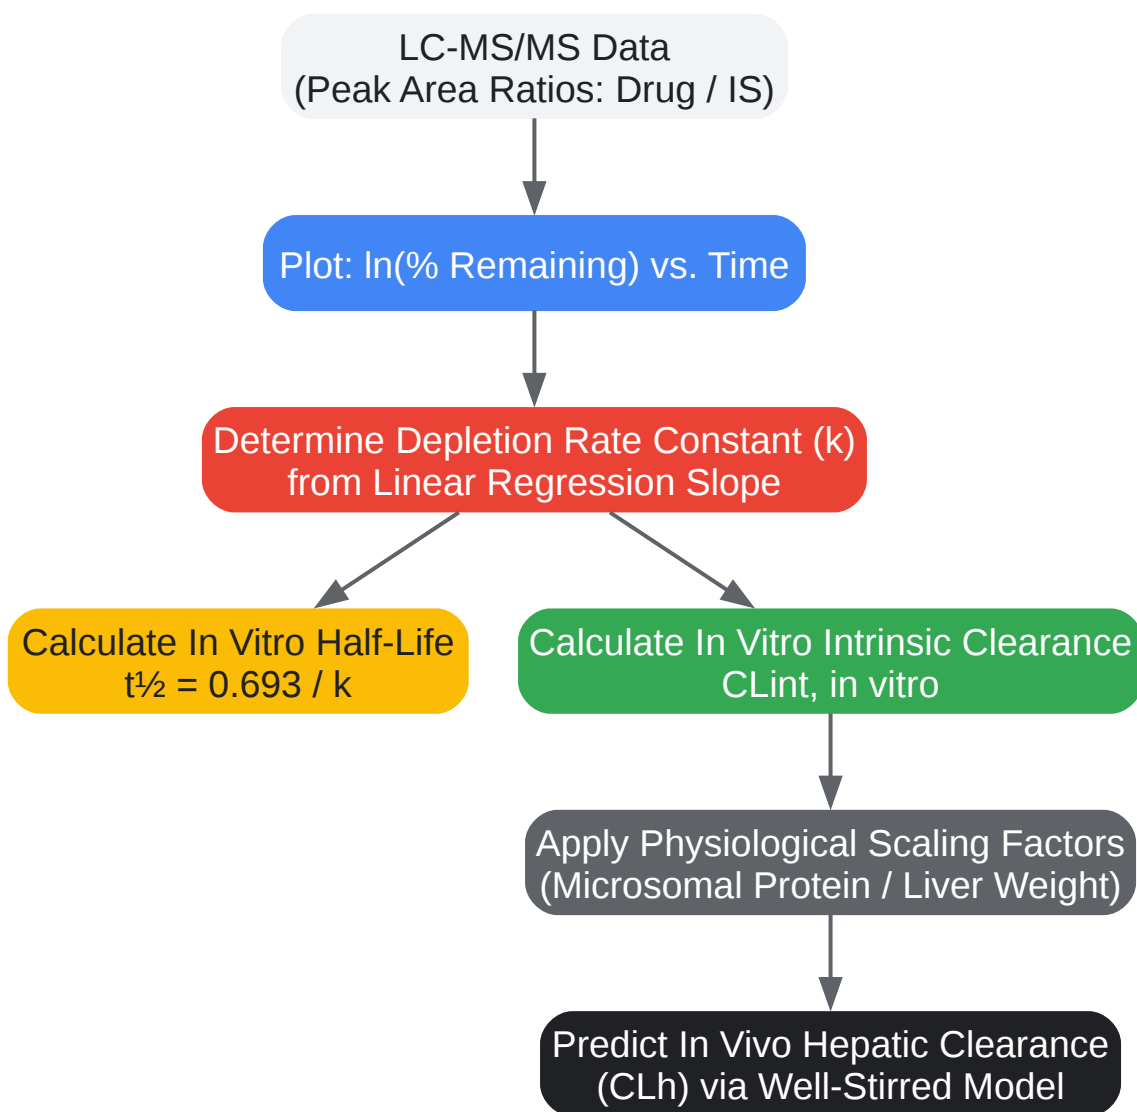 LC-MS/MS Data
(Peak Area Ratios: Drug / IS)
Plot: ln(% Remaining) vs. Time
Determine Depletion Rate Constant (k)
from Linear Regression Slope
Calculate In Vitro Half-Life
t½ = 0.693 / k
Calculate In Vitro Intrinsic Clearance
CLint, in vitro
Apply Physiological Scaling Factors
(Microsomal Protein / Liver Weight)
Predict In Vivo Hepatic Clearance
(CLh) via Well-Stirred Model